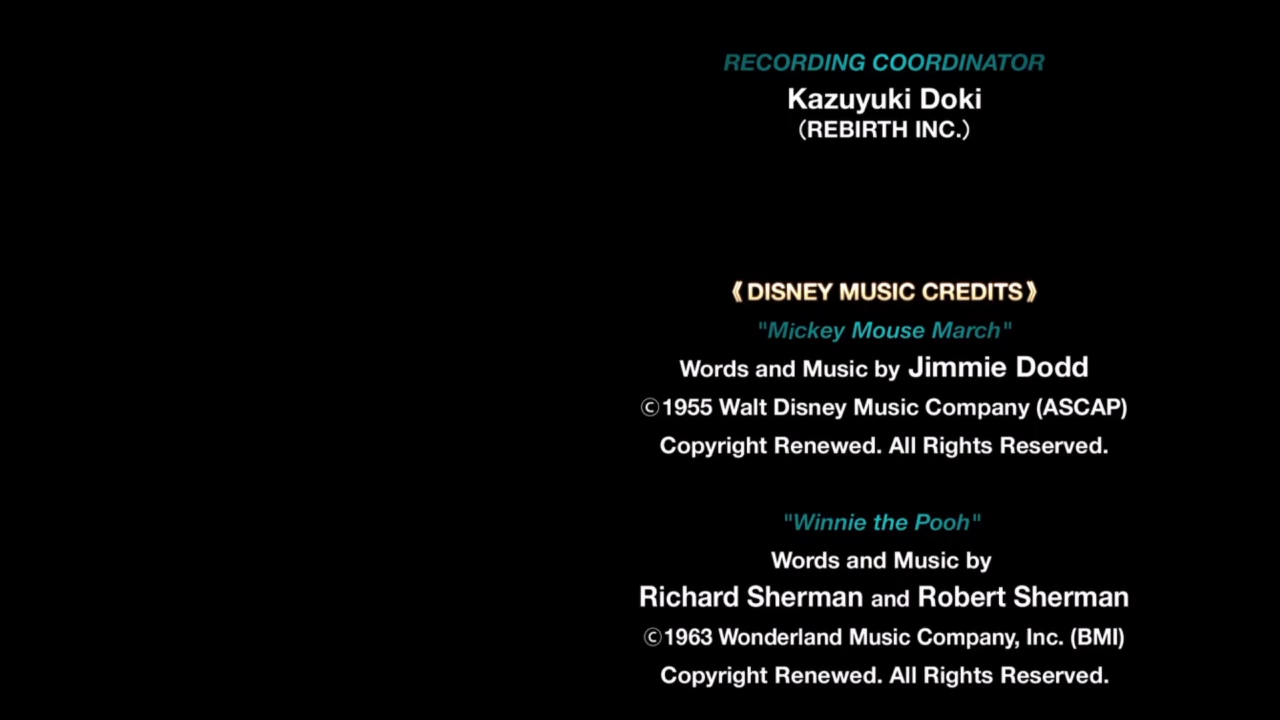 RECORDING COORDINATOR
Kazuyuki Doki
（REBIRTH INC.）
《DISNEY MUSIC CREDITS》
"Mickey Mouse March"
Words and Music by Jimmie Dodd
ⓒ1955 Walt Disney Music Company (ASCAP)
Copyright Renewed. All Rights Reserved.
"Winnie the Pooh"
Words and Music by
Richard Sherman and Robert Sherman
ⓒ1963 Wonderland Music Company, Inc. (BMI)
Copyright Renewed. All Rights Reserved.